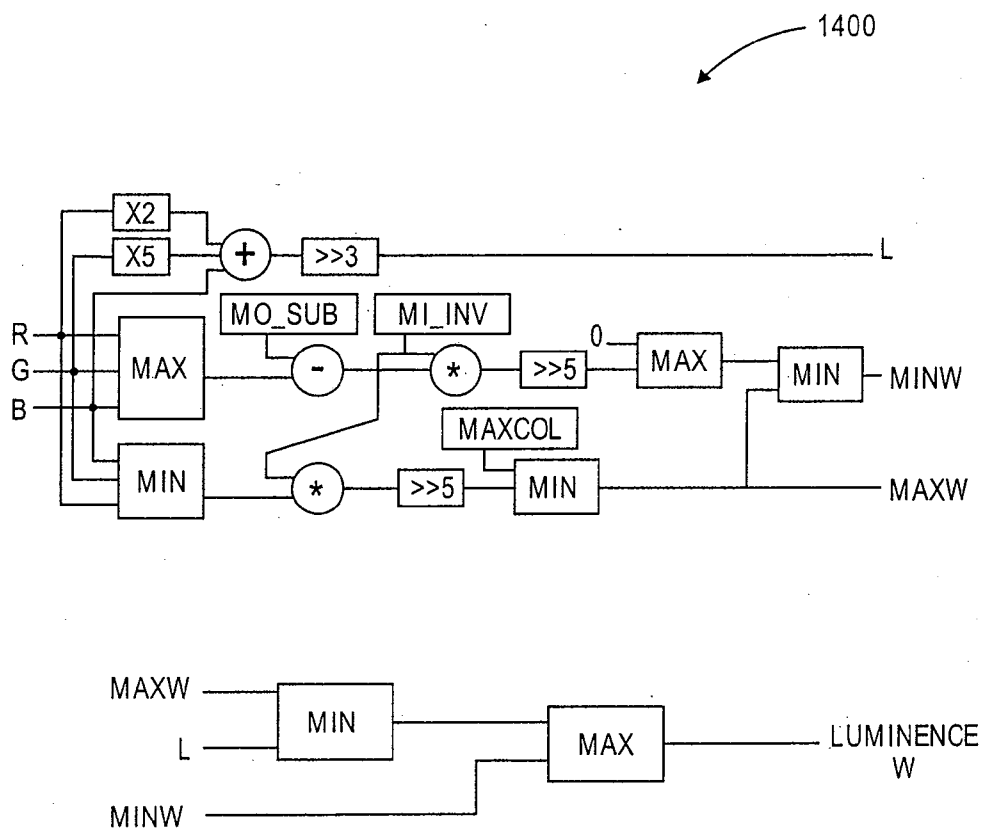 1400
X2
X5
+
>>3
L
MO_SUB
MI_INV
R
G
B
MAX
-
*
>>5
0
MAX
MIN
MINW
MAXCOL
MIN
*
>>5
MIN
MAXW
MAXW
L
MINW
MIN
MAX
LUMINENCE
W